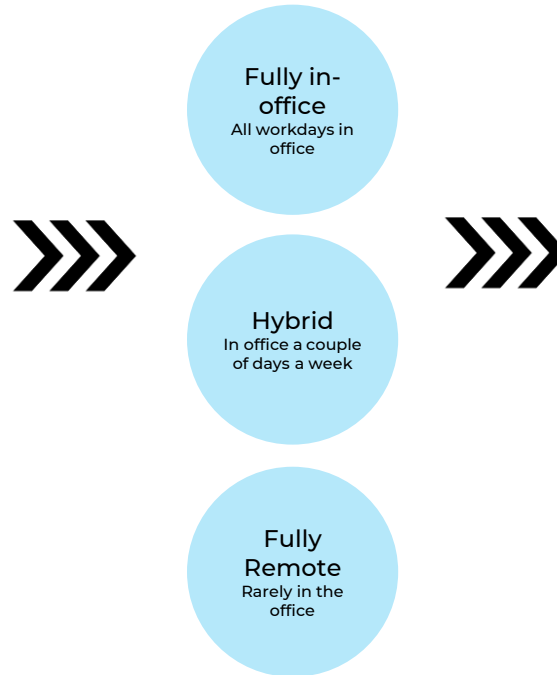 Fully in-
office
All workdays in
office
Hybrid
In office a couple
of days a week
Fully
Remote
Rarely in the
office